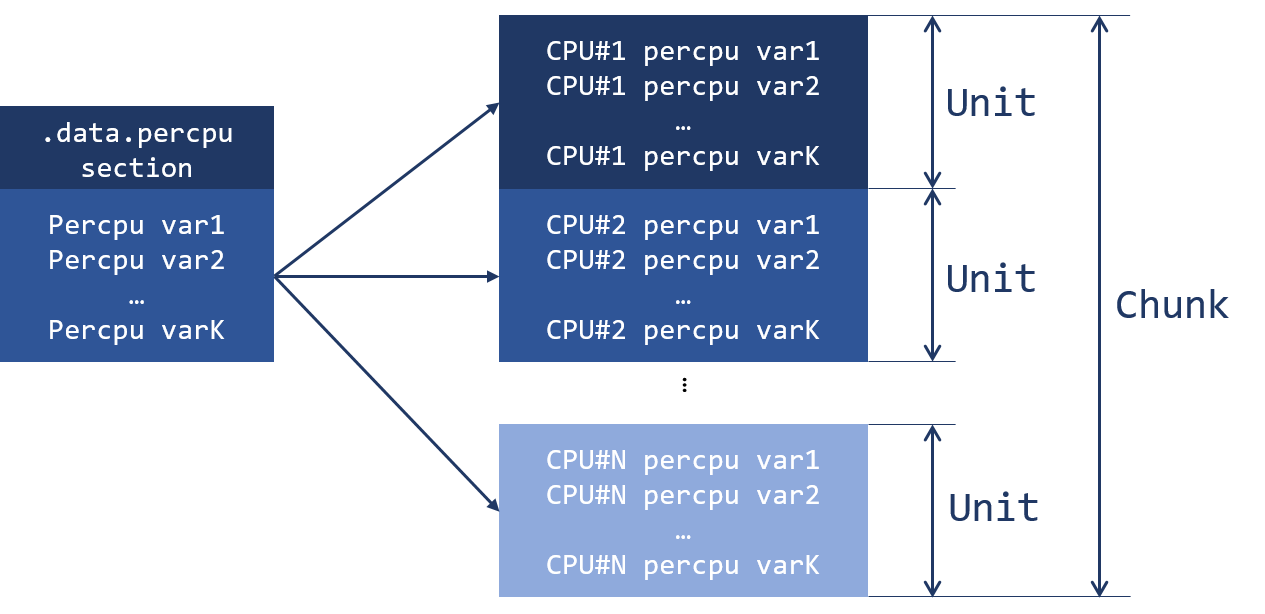 .data.percpu
section
Percpu var1
Percpu var2
…
Percpu varK
CPU#1 percpu var1
CPU#1 percpu var2
…
CPU#1 percpu varK
Unit
CPU#2 percpu var1
CPU#2 percpu var2
…
CPU#2 percpu varK
Unit
⋮
CPU#N percpu var1
CPU#N percpu var2
…
CPU#N percpu varK
Unit
Chunk